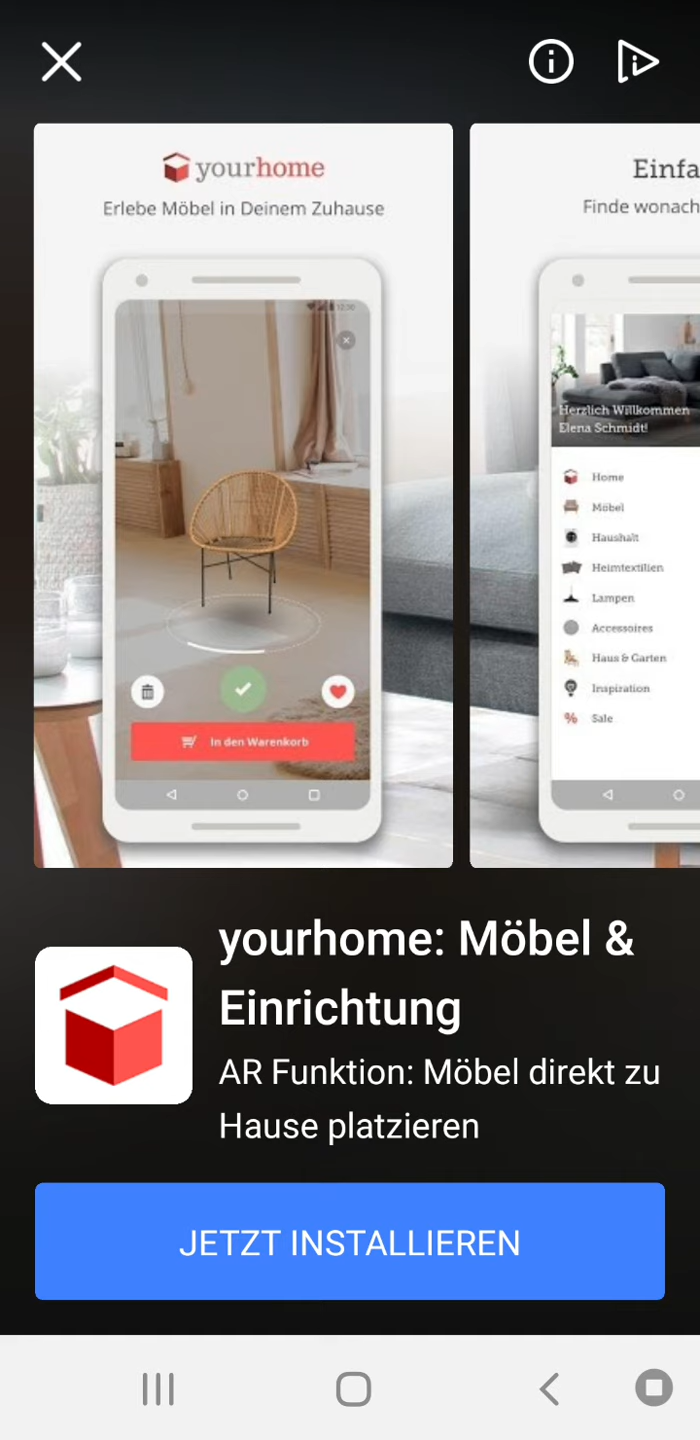 yourhome
Erlebe Möbel in Deinem Zuhause
12:30
In den Warenkorb
Einfa
Finde wonach
Herzlich Willkommen
Elena Schmidt!
Home
Möbel
Haushalt
Heimtextilien
Lampen
Accessoires
Haus & Garten
Inspiration
% Sale
yourhome: Möbel &
Einrichtung
AR Funktion: Möbel direkt zu
Hause platzieren
JETZT INSTALLIEREN